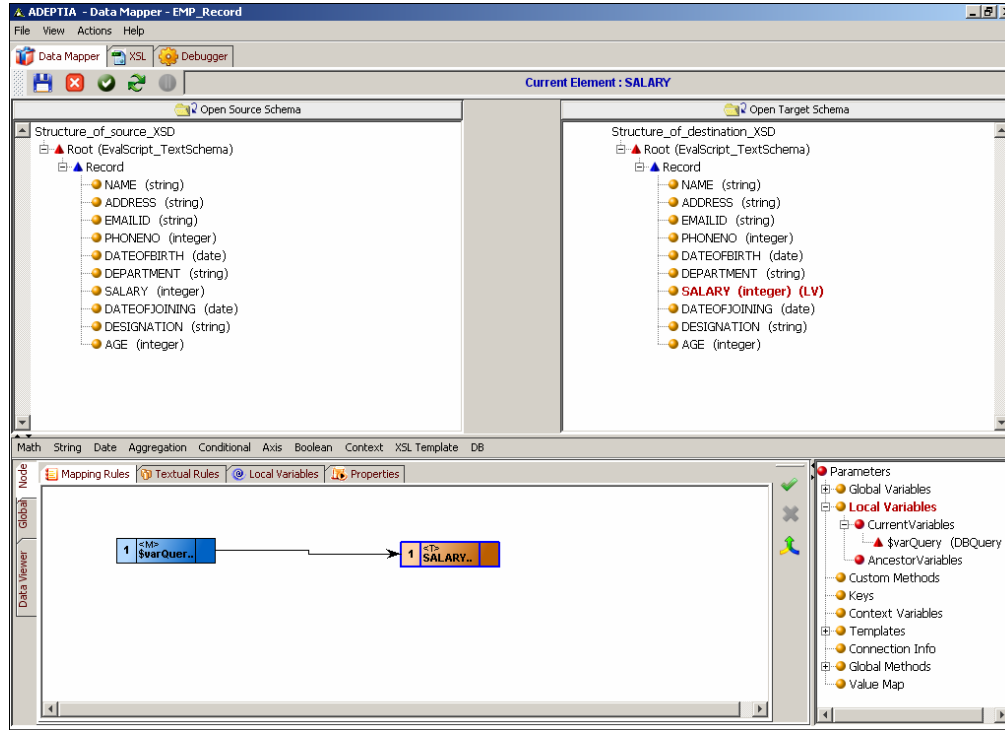 ADEPTIA - Data Mapper - EMP_Record
File View Actions Help
Data Mapper XSL Debugger
Current Element : SALARY
Open Source Schema Open Target Schema
Structure_of_source_XSD
Root (EvalScript_TextSchema)
Record
NAME (string)
ADDRESS (string)
EMAILID (string)
PHONENO (integer)
DATEOFBIRTH (date)
DEPARTMENT (string)
SALARY (integer)
DATEOFJOINING (date)
DESIGNATION (string)
AGE (integer)
Structure_of_destination_XSD
Root (EvalScript_TextSchema)
Record
NAME (string)
ADDRESS (string)
EMAILID (string)
PHONENO (integer)
DATEOFBIRTH (date)
DEPARTMENT (string)
SALARY (integer) (LV)
DATEOFJOINING (date)
DESIGNATION (string)
AGE (integer)
Math String Date Aggregation Conditional Axis Boolean Context XSL Template DB
Node
Global
Data Viewer
Mapping Rules Textual Rules Local Variables Properties
1 <M> $varQuer..
1 <T> SALARY..
Parameters
Global Variables
Local Variables
CurrentVariables
$varQuery (DBQuery
AncestorVariables
Custom Methods
Keys
Context Variables
Templates
Connection Info
Global Methods
Value Map